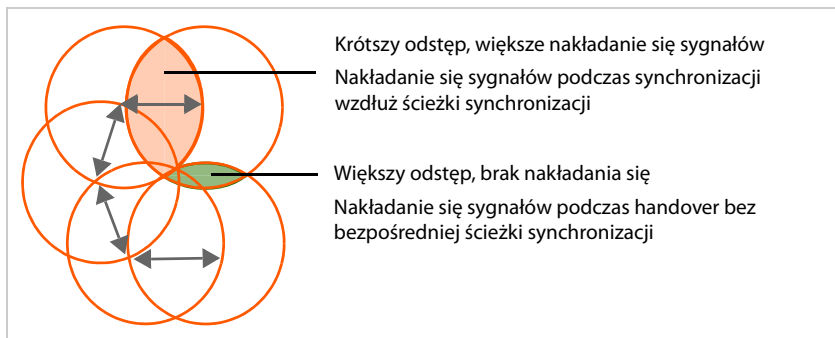 Krótszy odstęp, większe nakładanie się sygnałów
Nakładanie się sygnałów podczas synchronizacji
wzdłuż ścieżki synchronizacji
Większy odstęp, brak nakładania się
Nakładanie się sygnałów podczas handover bez
bezpośredniej ścieżki synchronizacji